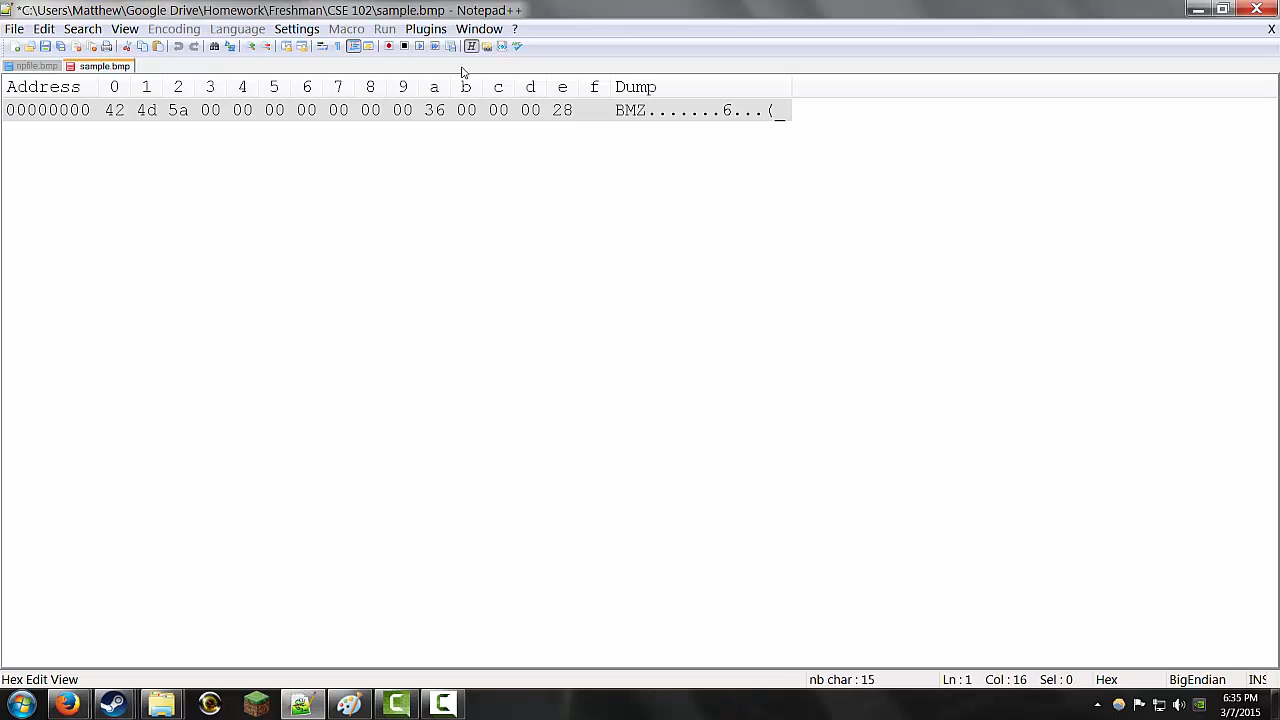 *C:\Users\Matthew\Google Drive\Homework\Freshman\CSE 102\sample.bmp - Notepad++
File Edit Search View Encoding Language Settings Macro Run Plugins Window ? X
npfile.bmp sample.bmp
Address 0 1 2 3 4 5 6 7 8 9 a b c d e f Dump
00000000 42 4d 5a 00 00 00 00 00 00 00 36 00 00 00 28 BMZ.......6...(_
Hex Edit View nb char : 15 Ln : 1 Col : 16 Sel : 0 Hex BigEndian INS
6:35 PM
3/7/2015